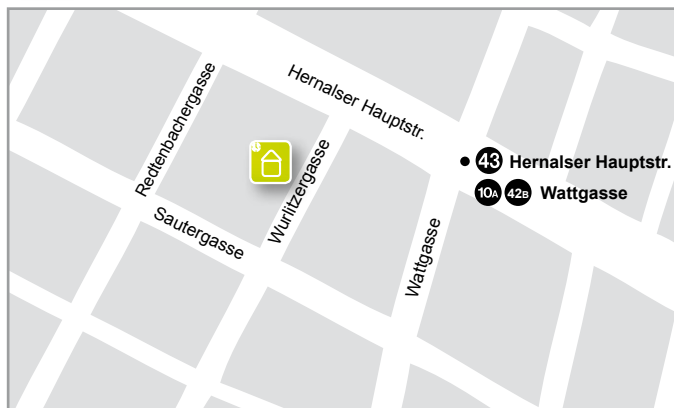 Hernalser Hauptstr.
Redtenbachergasse
Wurlitzergasse
43 Hernalser Hauptstr.
10A 42B Wattgasse
Sautergasse
Wattgasse